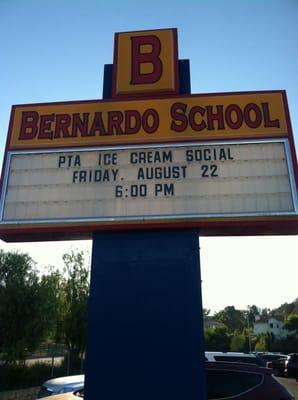 B
BERNARDO SCHOOL
PTA ICE CREAM SOCIAL
FRIDAY, AUGUST 22
6:00 PM